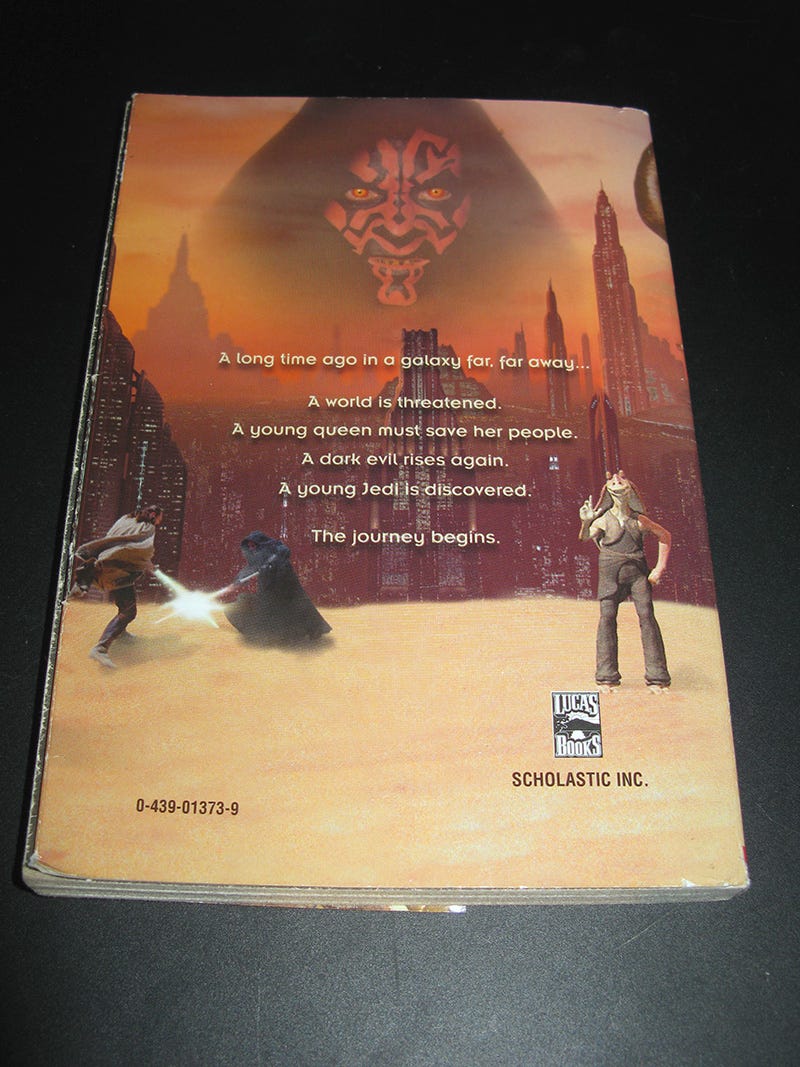 A long time ago in a galaxy far, far away...
A world is threatened.
A young queen must save her people.
A dark evil rises again.
A young Jedi is discovered.
The journey begins.
LUCAS
BOOKS
SCHOLASTIC INC.
0-439-01373-9